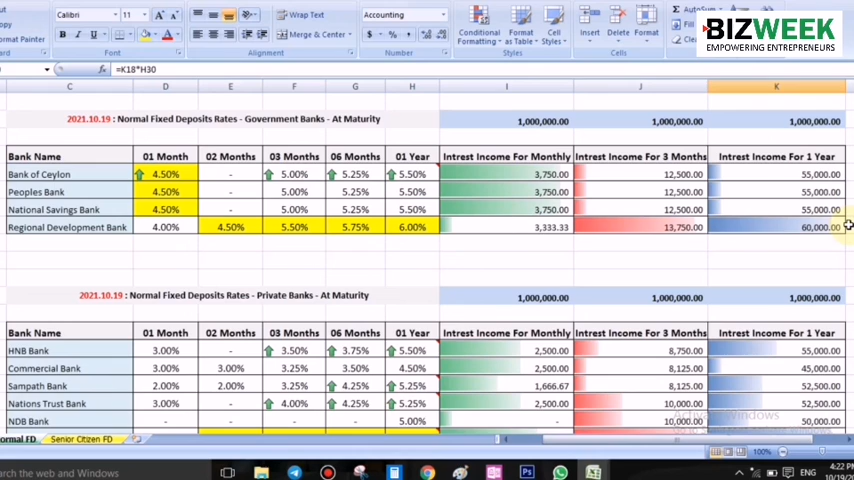 Calibri 11 A A Wrap Text Accounting AutoSum
BIZWEEK
EMPOWERING ENTREPRENEURS
Format Painter B I U A Merge & Center $ % , Conditional Formatting Format as Table Cell Styles Insert Delete Format Fill
Font Alignment Number Styles Cells
fx =K18*H30
C D E F G H I J K
2021.10.19 : Normal Fixed Deposits Rates - Government Banks - At Maturity 1,000,000.00 1,000,000.00 1,000,000.00
Bank Name 01 Month 02 Months 03 Months 06 Months 01 Year Intrest Income For Monthly Intrest Income For 3 Months Intrest Income For 1 Year
Bank of Ceylon 4.50% - 5.00% 5.25% 5.50% 3,750.00 12,500.00 55,000.00
Peoples Bank 4.50% - 5.00% 5.25% 5.50% 3,750.00 12,500.00 55,000.00
National Savings Bank 4.50% - 5.00% 5.25% 5.50% 3,750.00 12,500.00 55,000.00
Regional Development Bank 4.00% 4.50% 5.50% 5.75% 6.00% 3,333.33 13,750.00 60,000.00
2021.10.19 : Normal Fixed Deposits Rates - Private Banks - At Maturity 1,000,000.00 1,000,000.00 1,000,000.00
Bank Name 01 Month 02 Months 03 Months 06 Months 01 Year Intrest Income For Monthly Intrest Income For 3 Months Intrest Income For 1 Year
HNB Bank 3.00% - 3.50% 3.75% 5.50% 2,500.00 8,750.00 55,000.00
Commercial Bank 3.00% 3.00% 3.25% 3.50% 4.50% 2,500.00 8,125.00 45,000.00
Sampath Bank 2.00% 2.00% 3.25% 4.25% 5.25% 1,666.67 8,125.00 52,500.00
Nations Trust Bank 3.00% - 4.00% 4.25% 5.25% 2,500.00 10,000.00 52,500.00
Activate Windows
NDB Bank - - - - 5.00% - 10,000.00 50,000.00
ormal FD Senior Citizen FD
100%
arch the web and Windows ENG 4:22 P
10/19/20